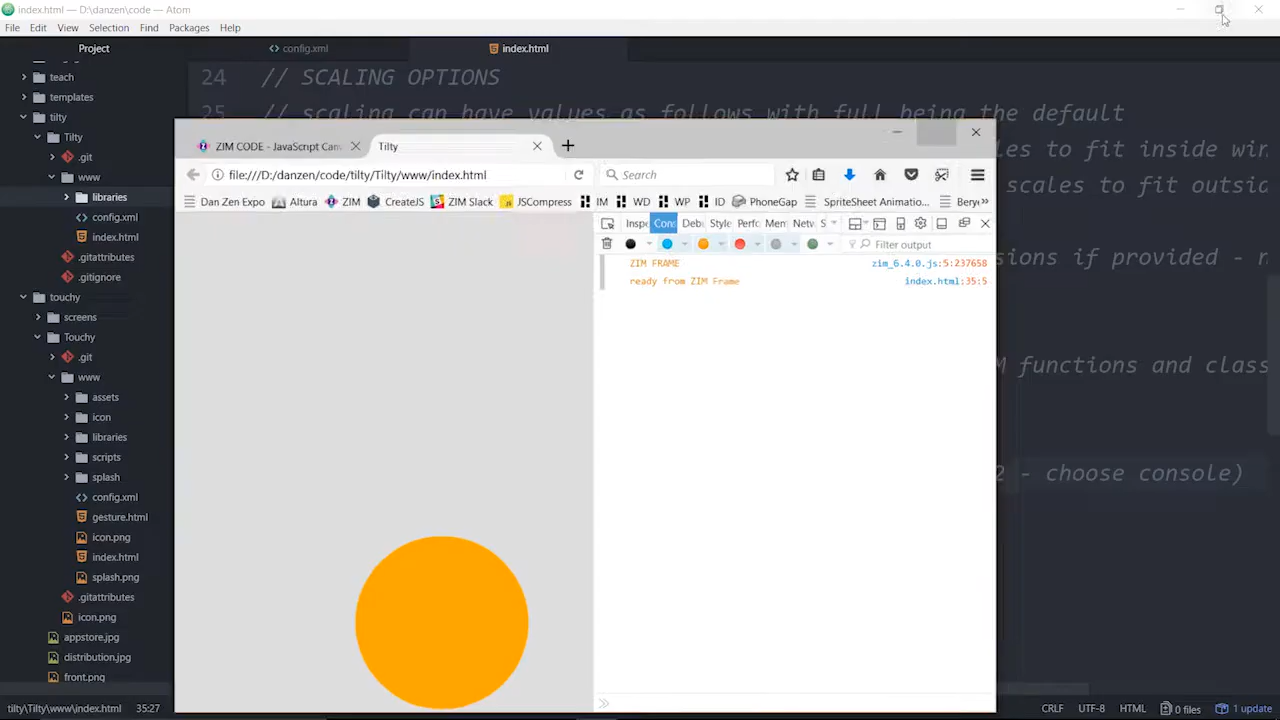 index.html — D:\danzen\code — Atom
File Edit View Selection Find Packages Help
Project
config.xml
index.html
teach
templates
tilty
Tilty
.git
www
libraries
config.xml
index.html
.gitattributes
.gitignore
touchy
screens
Touchy
.git
www
assets
icon
libraries
scripts
splash
config.xml
gesture.html
icon.png
index.html
splash.png
.gitattributes
icon.png
appstore.jpg
distribution.jpg
front.png
24 // SCALING OPTIONS
25 // scaling can have values as follows with full being the default
les to fit inside win
scales to fit outsid
sions if provided - n
M functions and class
2 - choose console)
ZIM CODE - JavaScript Can
Tilty
file:///D:/danzen/code/tilty/Tilty/www/index.html
Search
Dan Zen Expo Altura ZIM CreateJS ZIM Slack JSCompress IM WD WP ID PhoneGap SpriteSheet Animatio... Bery
Inspe Con Debu Style Perfo Mem Netw S
Filter output
ZIM FRAME zim_6.4.0.js:5:237658
ready from ZIM Frame index.html:35:5
tilty\Tilty\www\index.html 35:27 CRLF UTF-8 HTML 0 files 1 update